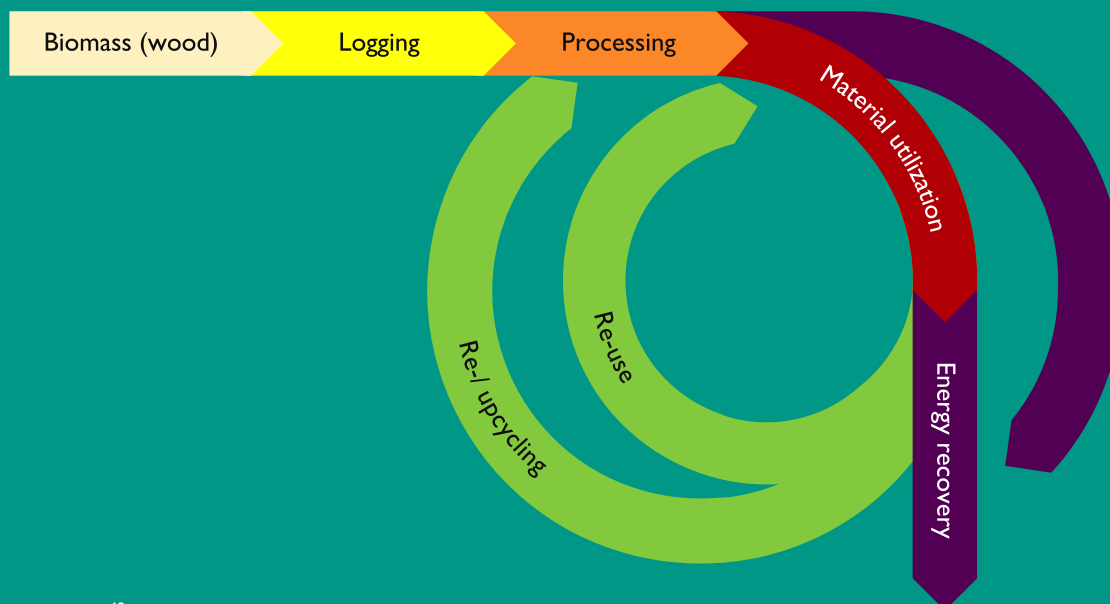 Biomass (wood)
Logging
Processing
Material utilization
Re-use
Re-/ upcycling
Energy recovery